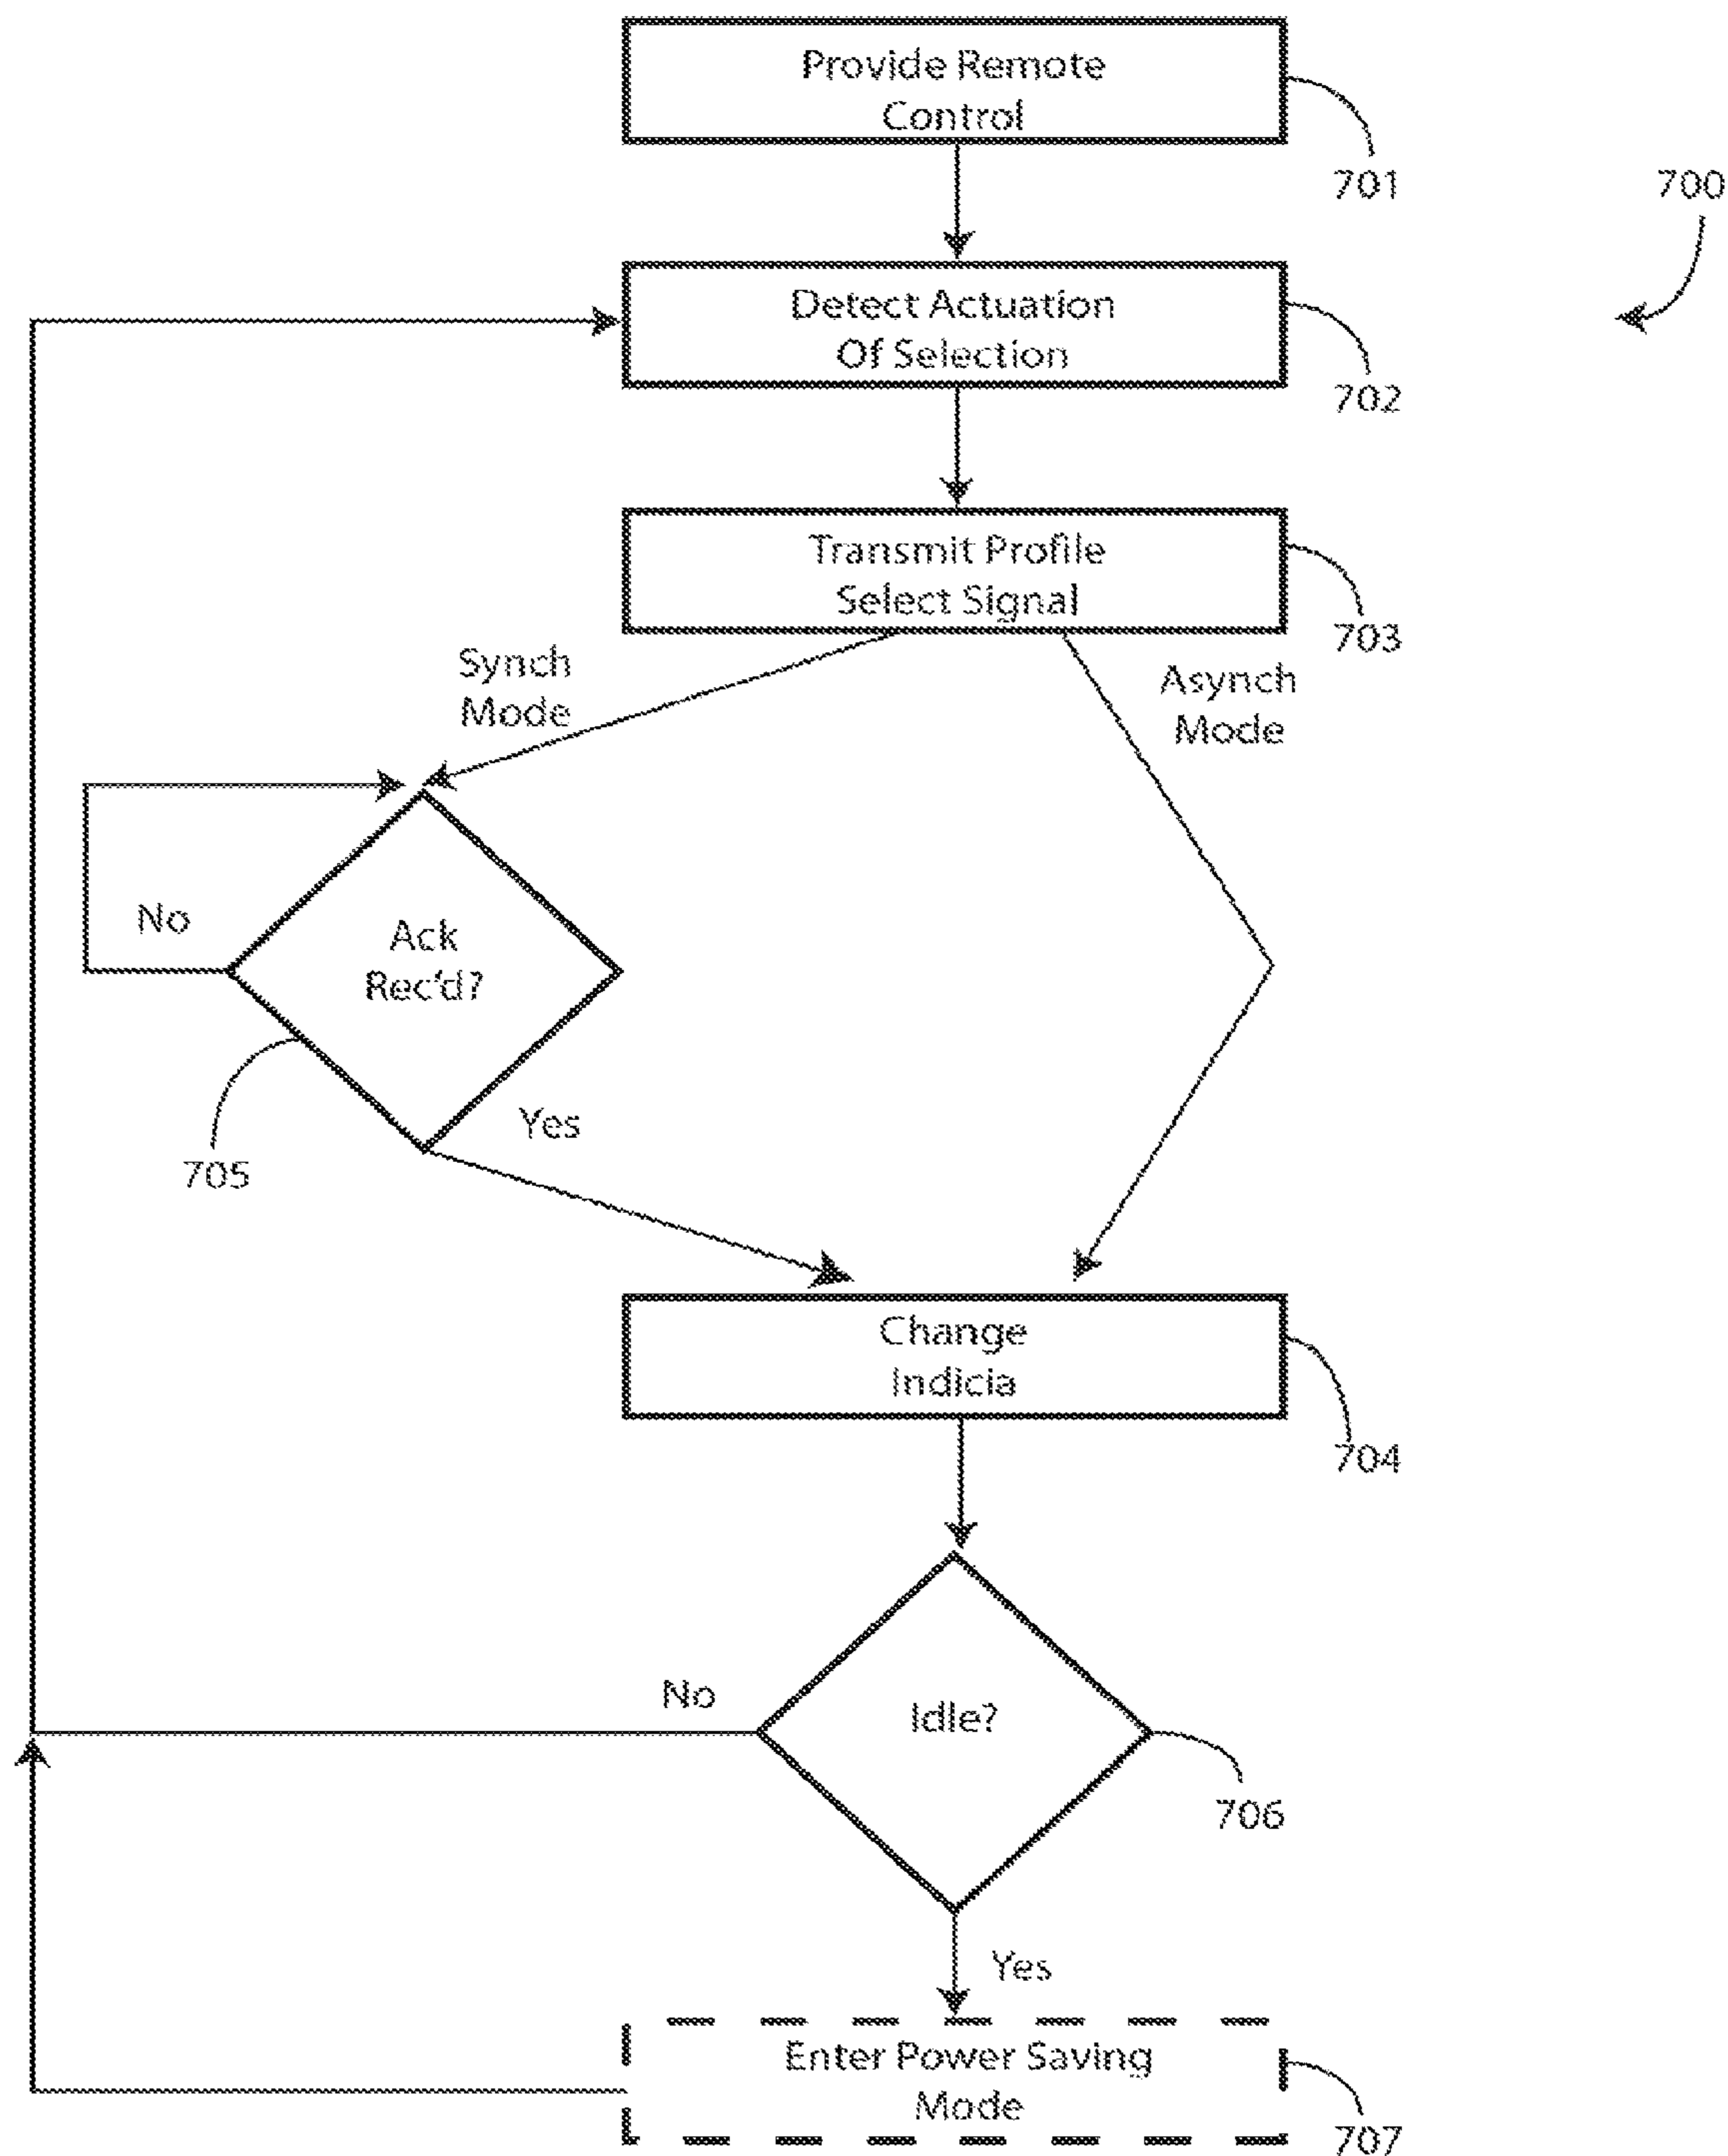 Provide Remote
Control
701
700
Detect Actuation
Of Selection
702
Transmit Profile
Select Signal
703
Synch
Mode
Asynch
Mode
No
Ack
Rec'd?
Yes
705
Change
Indicia
704
No
Idle?
706
Yes
Enter Power Saving
Mode
707